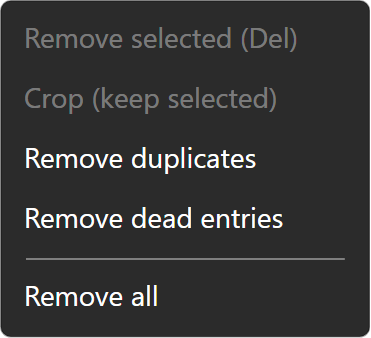 Remove selected (Del)
Crop (keep selected)
Remove duplicates
Remove dead entries
Remove all